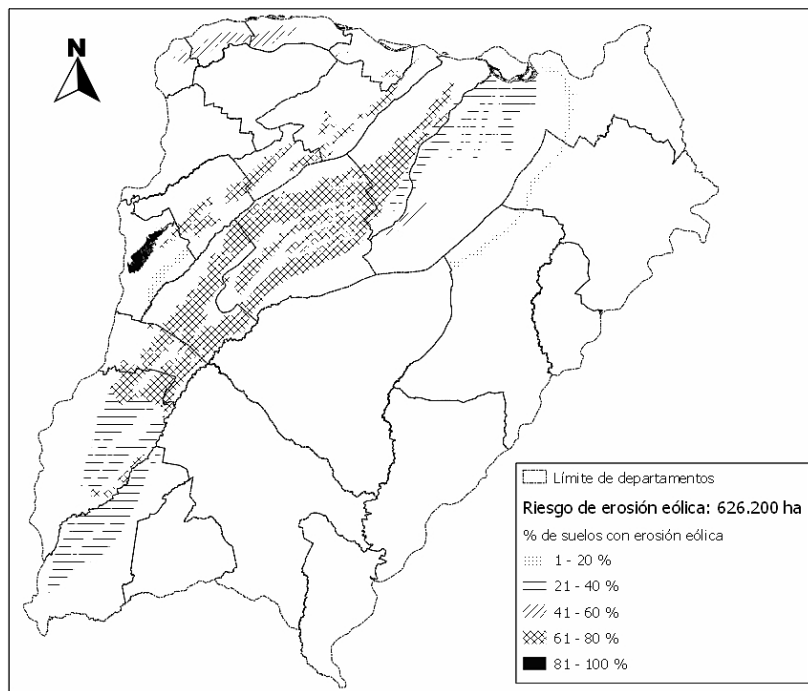 N
Límite de departamentos
Riesgo de erosión eólica: 626.200 ha
% de suelos con erosión eólica
1 - 20 %
21 - 40 %
41 - 60 %
61 - 80 %
81 - 100 %